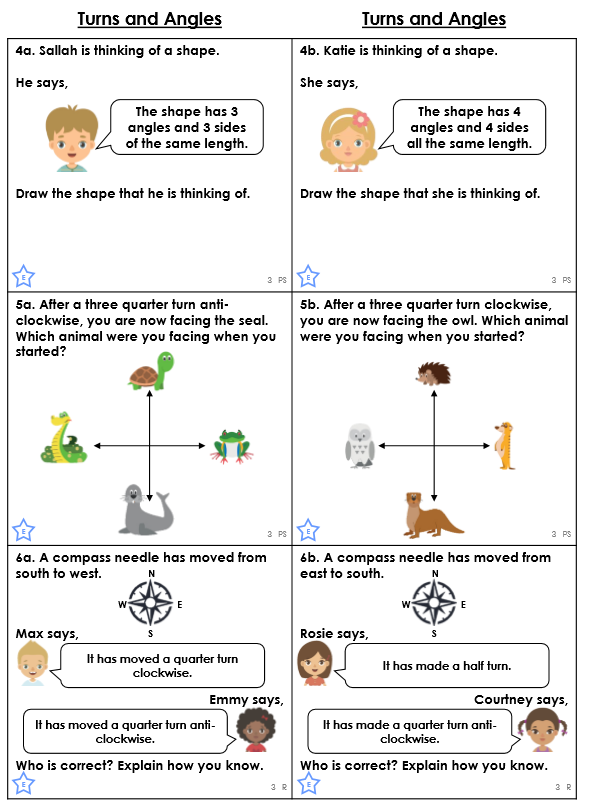 Turns and Angles
4a. Sallah is thinking of a shape.
He says,
The shape has 3
angles and 3 sides
of the same length.
Draw the shape that he is thinking of.
E
3 PS
Turns and Angles
4b. Katie is thinking of a shape.
She says,
The shape has 4
angles and 4 sides
all the same length.
Draw the shape that she is thinking of.
E
3 PS
5a. After a three quarter turn anti-
clockwise, you are now facing the seal.
Which animal were you facing when you
started?
E
3 PS
5b. After a three quarter turn clockwise,
you are now facing the owl. Which animal
were you facing when you started?
E
3 PS
6a. A compass needle has moved from
south to west.
N
W E
S
Max says,
It has moved a quarter turn
clockwise.
Emmy says,
It has moved a quarter turn anti-
clockwise.
Who is correct? Explain how you know.
E
3 R
6b. A compass needle has moved from
east to south.
N
W E
S
Rosie says,
It has made a half turn.
Courtney says,
It has made a quarter turn anti-
clockwise.
Who is correct? Explain how you know.
E
3 R